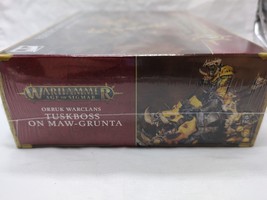 WARHAMMER
AGE OF SIGMAR
ORRUK WARCLANS
TUSKBOSS
ON MAW-GRUNTA